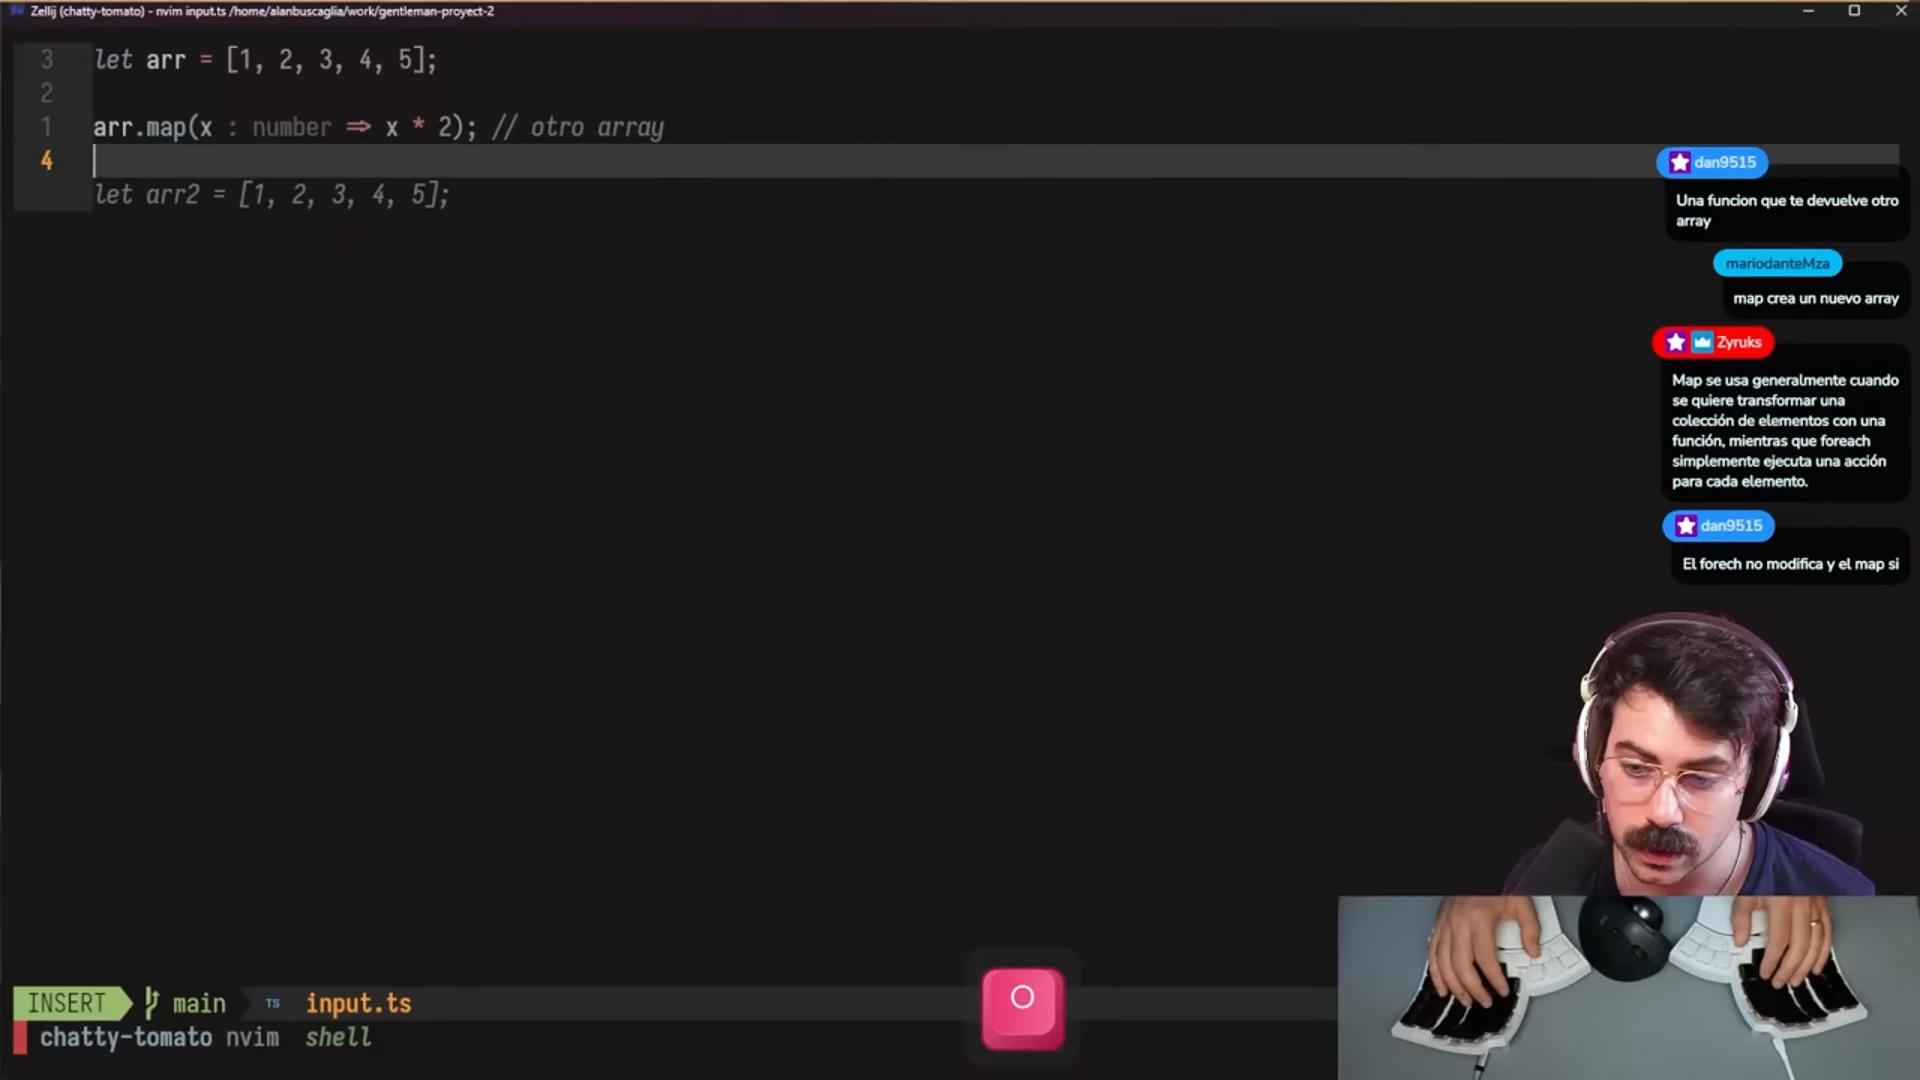 Zellij (chatty-tomato) - nvim input.ts /home/alanbuscaglia/work/gentleman-proyect-2
3 let arr = [1, 2, 3, 4, 5];
2
1 arr.map(x : number => x * 2); // otro array
4
let arr2 = [1, 2, 3, 4, 5];
dan9515
Una funcion que te devuelve otro
array
mariodanteMza
map crea un nuevo array
Zyruks
Map se usa generalmente cuando
se quiere transformar una
colección de elementos con una
función, mientras que foreach
simplemente ejecuta una acción
para cada elemento.
dan9515
El forech no modifica y el map si
O
INSERT main TS input.ts
chatty-tomato nvim shell